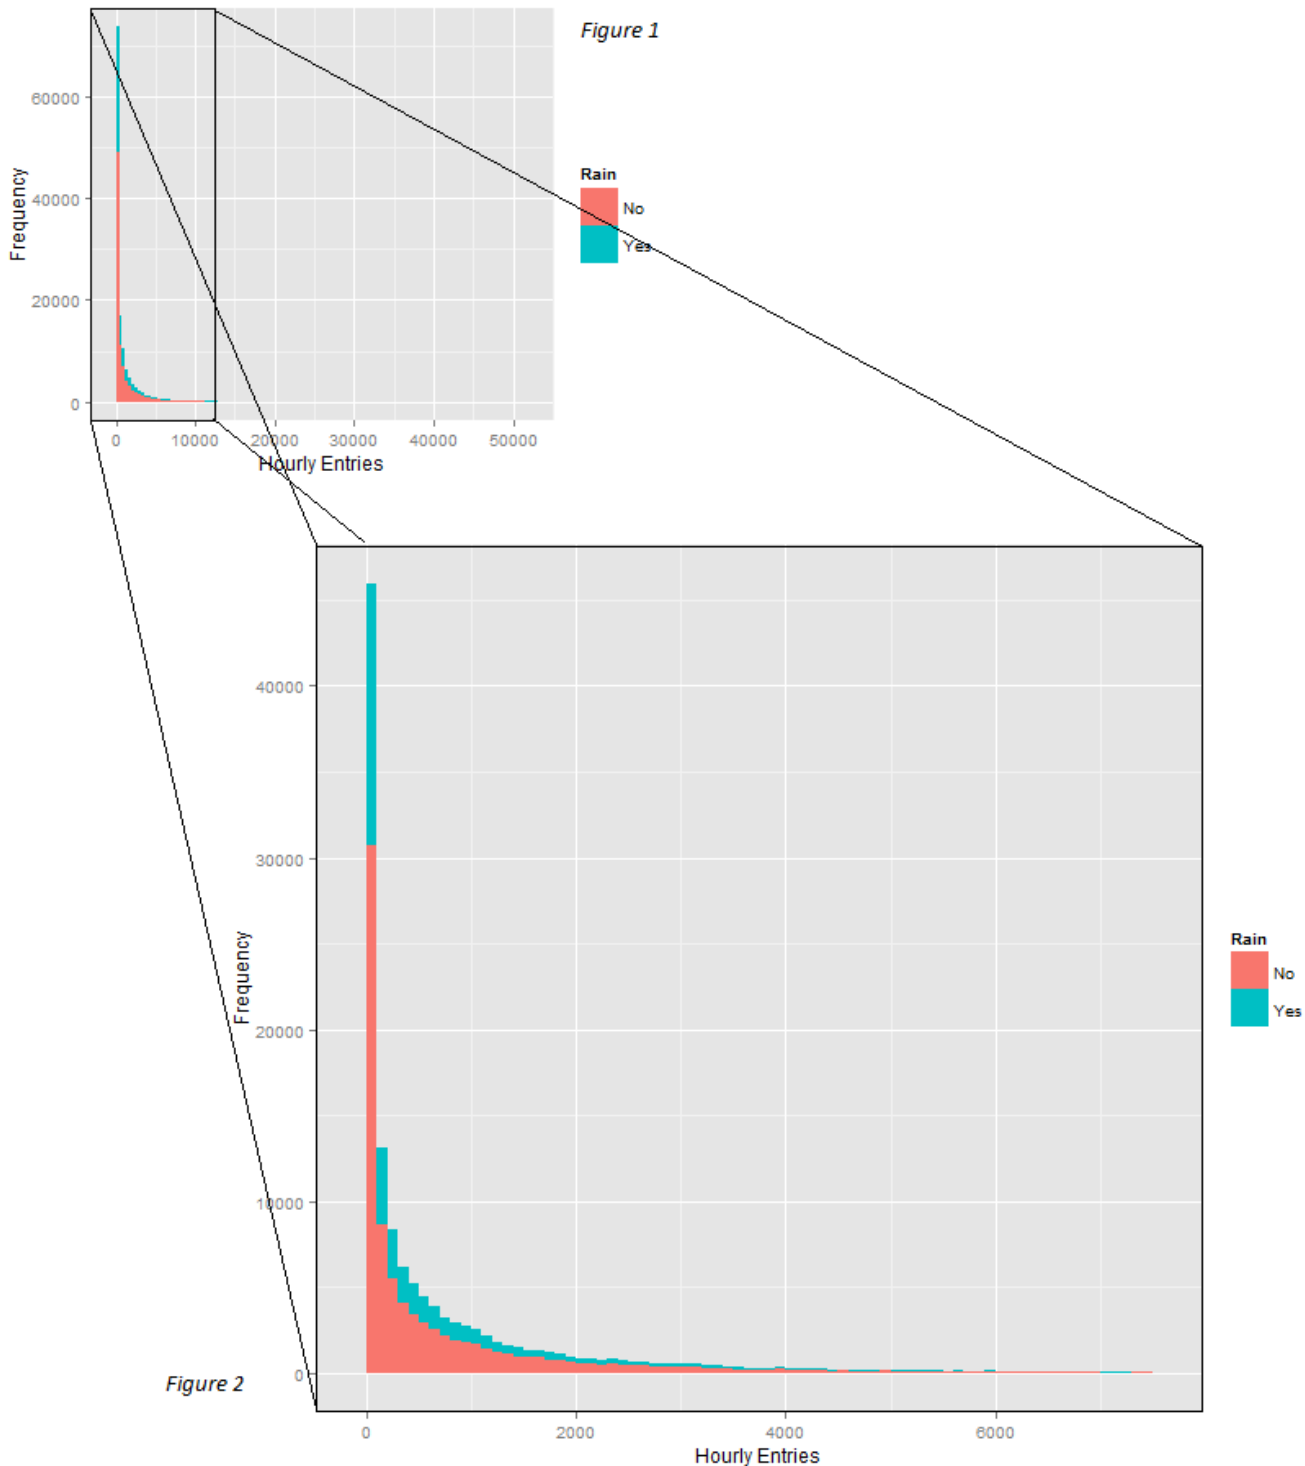 Figure 1
60000
40000
20000
0
Frequency
0 10000 20000 30000 40000 50000
Hourly Entries
Rain
No
Yes
40000
30000
20000
10000
0
Frequency
0 2000 4000 6000
Hourly Entries
Rain
No
Yes
Figure 2